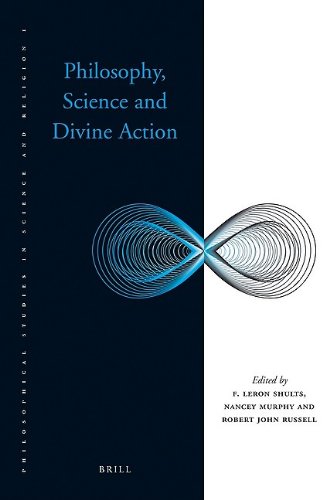 PHILOSOPHICAL STUDIES IN SCIENCE AND RELIGION I
Philosophy,
Science and
Divine Action
Edited by
F. LERON SHULTS,
NANCEY MURPHY AND
ROBERT JOHN RUSSELL
BRILL